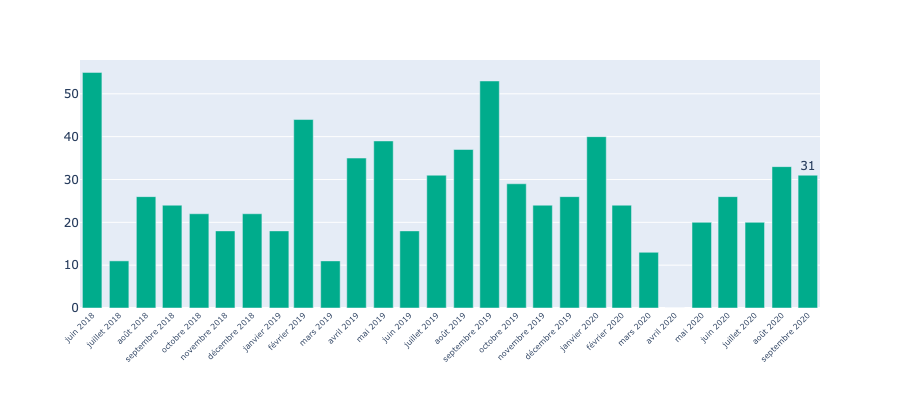 50
40
30
20
10
0
31
juin 2018
juillet 2018
août 2018
septembre 2018
octobre 2018
novembre 2018
décembre 2018
janvier 2019
février 2019
mars 2019
avril 2019
mai 2019
juin 2019
juillet 2019
août 2019
septembre 2019
octobre 2019
novembre 2019
décembre 2019
janvier 2020
février 2020
mars 2020
avril 2020
mai 2020
juin 2020
juillet 2020
août 2020
septembre 2020